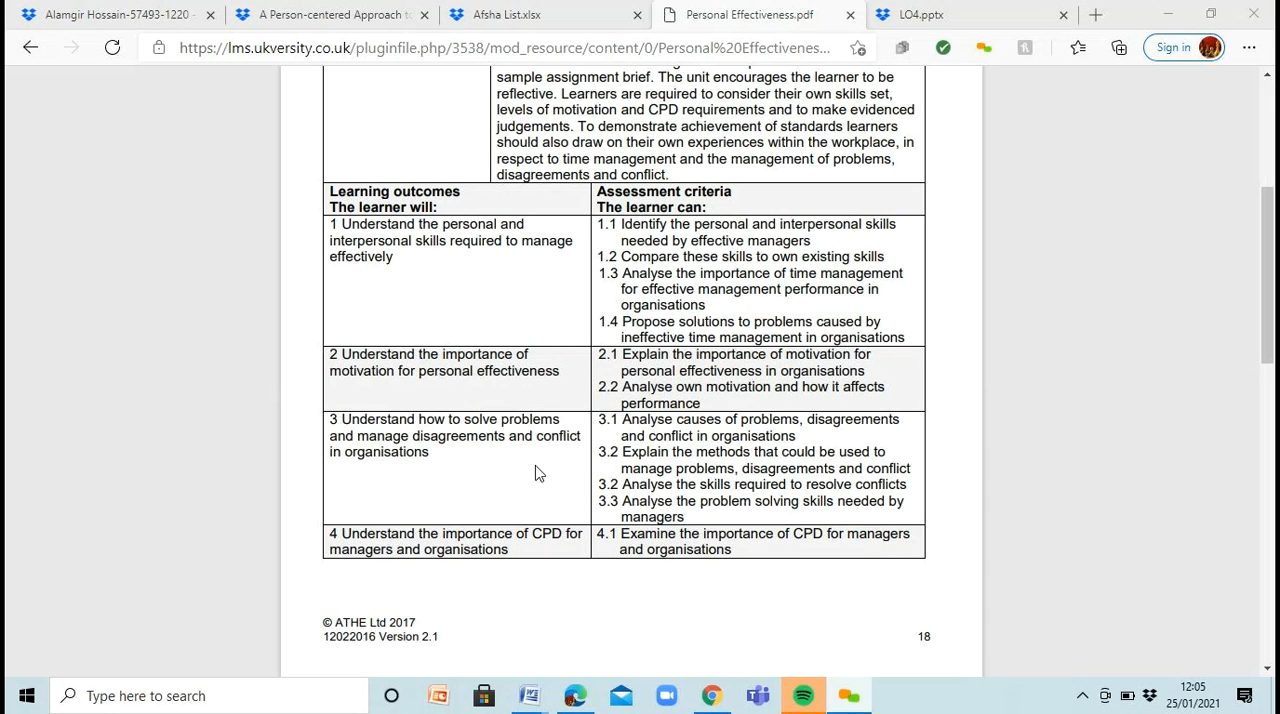 Alamgir Hossain-57493-1220 -
A Person-centered Approach to
Afsha List.xlsx
Personal Effectiveness.pdf
LO4.pptx
https://lms.ukversity.co.uk/pluginfile.php/3538/mod_resource/content/0/Personal%20Effectivenes...
Sign in
sample assignment brief. The unit encourages the learner to be
reflective. Learners are required to consider their own skills set,
levels of motivation and CPD requirements and to make evidenced
judgements. To demonstrate achievement of standards learners
should also draw on their own experiences within the workplace, in
respect to time management and the management of problems,
disagreements and conflict.
Learning outcomes
The learner will:
Assessment criteria
The learner can:
1 Understand the personal and
interpersonal skills required to manage
effectively
1.1 Identify the personal and interpersonal skills
needed by effective managers
1.2 Compare these skills to own existing skills
1.3 Analyse the importance of time management
for effective management performance in
organisations
1.4 Propose solutions to problems caused by
ineffective time management in organisations
2 Understand the importance of
motivation for personal effectiveness
2.1 Explain the importance of motivation for
personal effectiveness in organisations
2.2 Analyse own motivation and how it affects
performance
3 Understand how to solve problems
and manage disagreements and conflict
in organisations
3.1 Analyse causes of problems, disagreements
and conflict in organisations
3.2 Explain the methods that could be used to
manage problems, disagreements and conflict
3.2 Analyse the skills required to resolve conflicts
3.3 Analyse the problem solving skills needed by
managers
4 Understand the importance of CPD for
managers and organisations
4.1 Examine the importance of CPD for managers
and organisations
© ATHE Ltd 2017
12022016 Version 2.1
18
Type here to search
12:05
25/01/2021